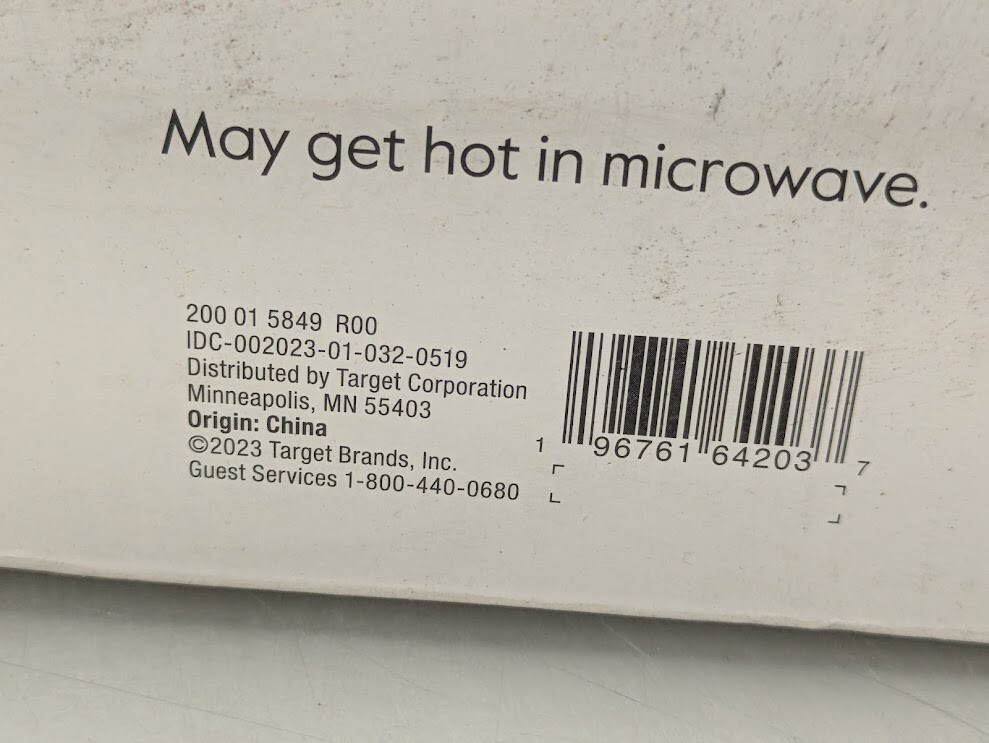 May get hot in microwave.
200 01 5849 R00
IDC-002023-01-032-0519
Distributed by Target Corporation
Minneapolis, MN 55403
Origin: China
©2023 Target Brands, Inc.
Guest Services 1-800-440-0680
1 96761 64203 7